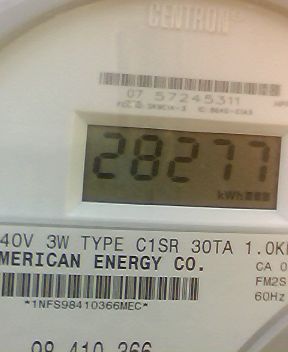 CENTRON
07 57245311
28277
kWh
40V 3W TYPE C1SR 30TA 1.0K
MERICAN ENERGY CO.
CA 0
FM2S
60Hz
*1NFS98410366MEC*
98 410 366